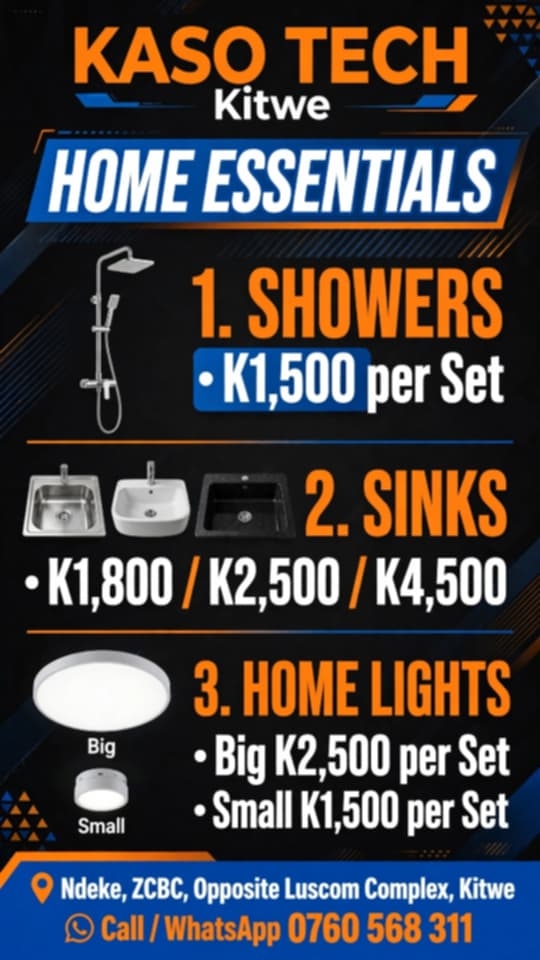 KASO TECH
Kitwe
HOME ESSENTIALS
1. SHOWERS
• K1,500 per Set
2. SINKS
• K1,800 / K2,500 / K4,500
3. HOME LIGHTS
Big
• Big K2,500 per Set
Small
• Small K1,500 per Set
Ndeke, ZCBC, Opposite Luscom Complex, Kitwe
Call / WhatsApp 0760 568 311